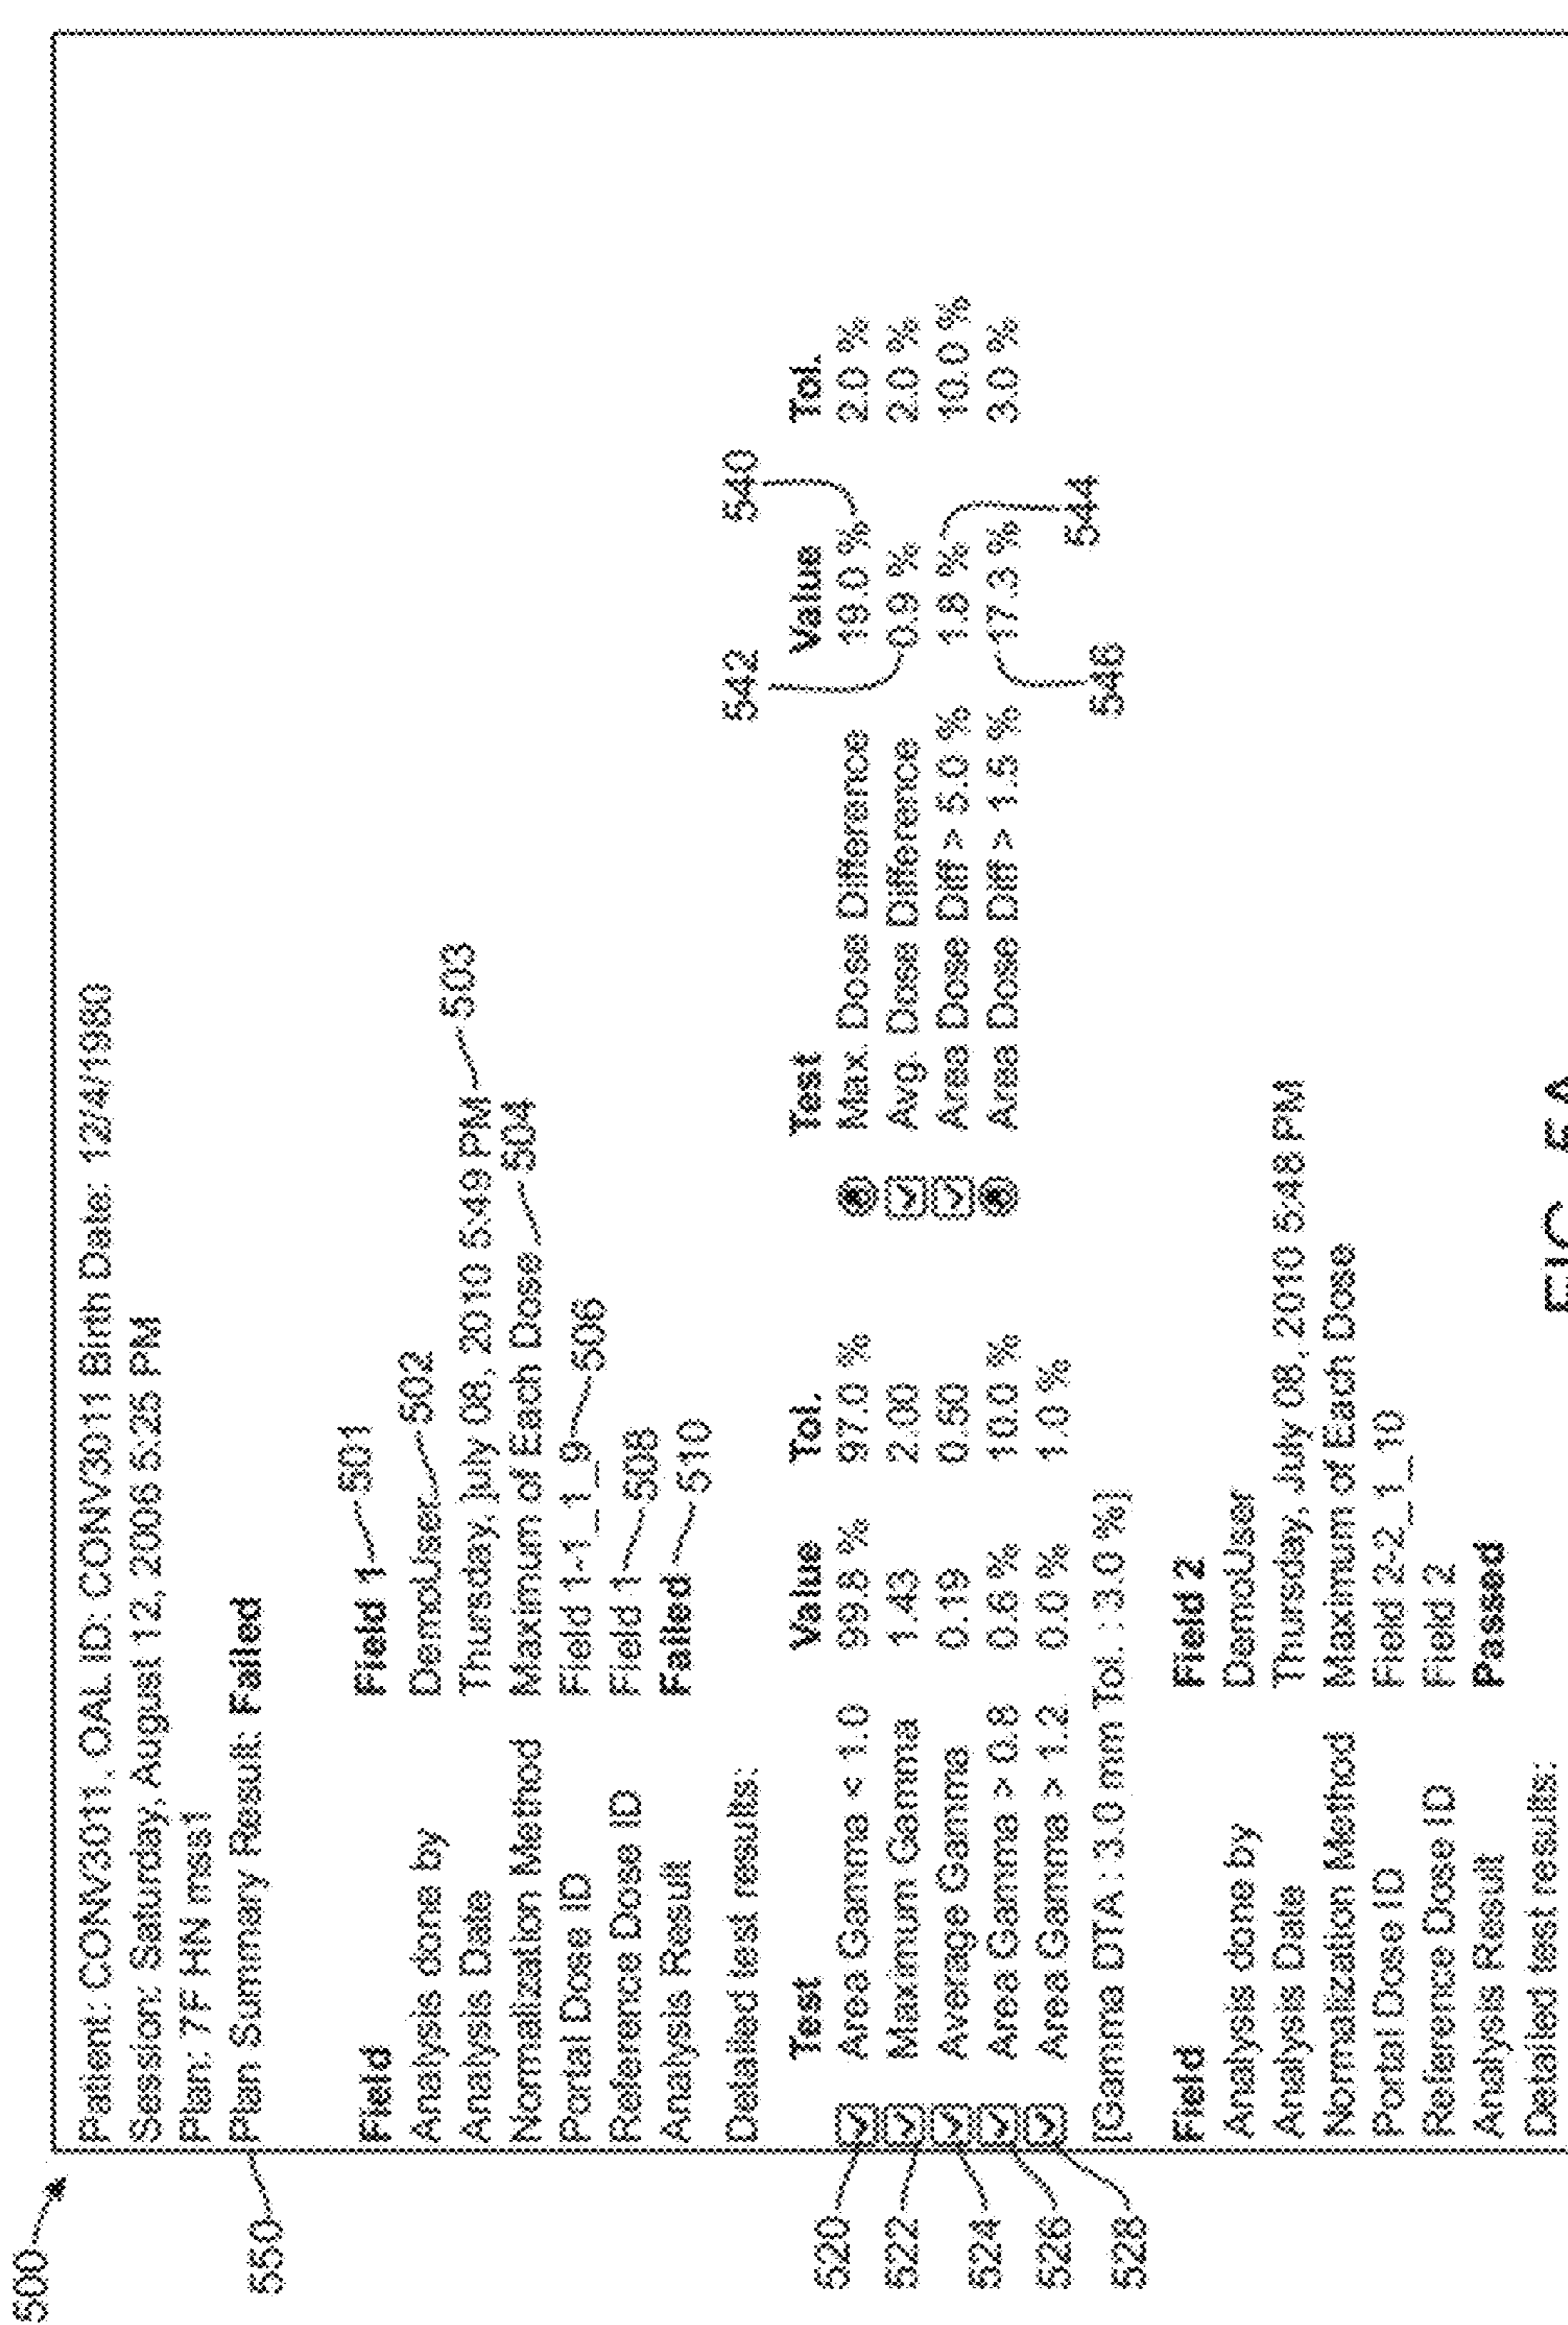 500
Patient: CONV3011, OAL ID: CONV3011 Birth Date: 12/4/1980
Session: Saturday, August 12, 2006 5:25 PM
Plan: 7F HN mss1
550 Plan Summary Result: Failed
Field Field 1 501
Analysis done by DemoUser 502
Analysis Date Thursday, July 08, 2010 5:49 PM 503
Normalization Method Maximum of Each Dose 504
Portal Dose ID Field 1-1_1_9 506
Reference Dose ID Field 1 508
Analysis Result Failed 510
Detailed test results:
542 540
Test Value Tol. Test Value Tol.
520 Area Gamma < 1.0 99.8 % 97.0 % Max. Dose Difference 19.0 % 2.0 %
522 Maximum Gamma 1.43 2.00 Avg. Dose Difference 0.9 % 2.0 %
524 Average Gamma 0.19 0.50 Area Dose Diff > 5.0 % 1.8 % 10.0 %
526 Area Gamma > 0.8 0.6 % 10.0 % Area Dose Diff > 1.5 % 17.3 % 3.0 %
528 Area Gamma > 1.2 0.0 % 1.0 %
546 544
[Gamma DTA : 3.0 mm Tol. : 3.0 %]
Field Field 2
Analysis done by DemoUser
Analysis Date Thursday, July 08, 2010 5:48 PM
Normalization Method Maximum of Each Dose
Portal Dose ID Field 2-2_1_10
Reference Dose ID Field 2
Analysis Result Passed
Detailed test results:
FIG. 5A